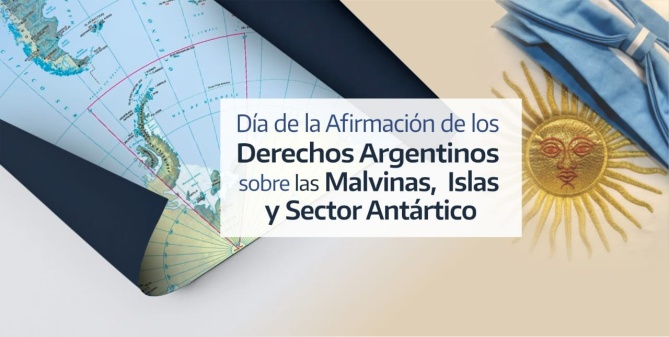 Día de la Afirmación de los
Derechos Argentinos
sobre las Malvinas, Islas
y Sector Antártico